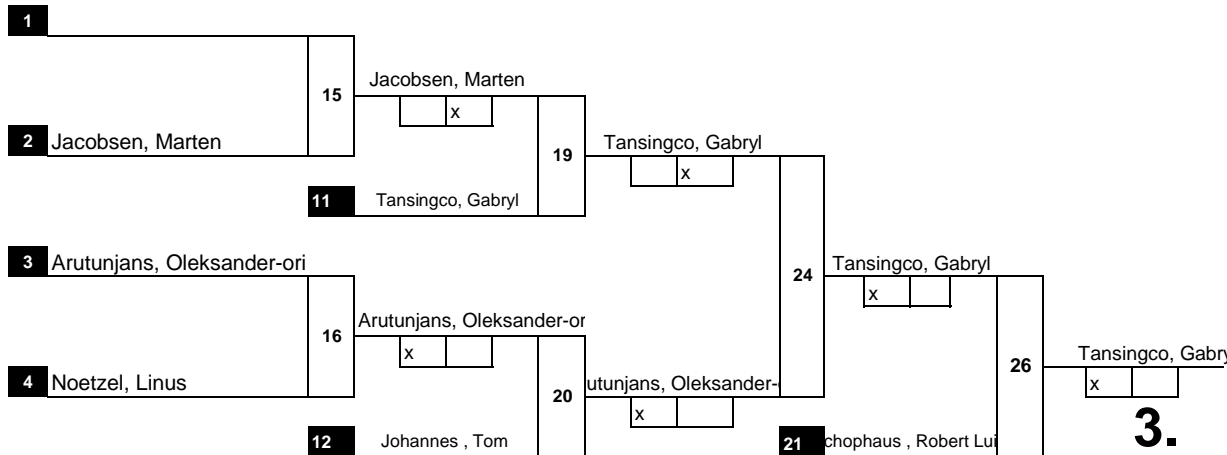 1
Jacobsen, Marten
15
x
2 Jacobsen, Marten
19
Tansingco, Gabryl
x
11 Tansingco, Gabryl
3 Arutunjans, Oleksander-ori
24
Tansingco, Gabryl
x
16
Arutunjans, Oleksander-or
x
4 Noetzel, Linus
20
utunjans, Oleksander-
x
26
Tansingco, Gabry
x
12 Johannes , Tom
21 chophaus , Robert Lui
3.